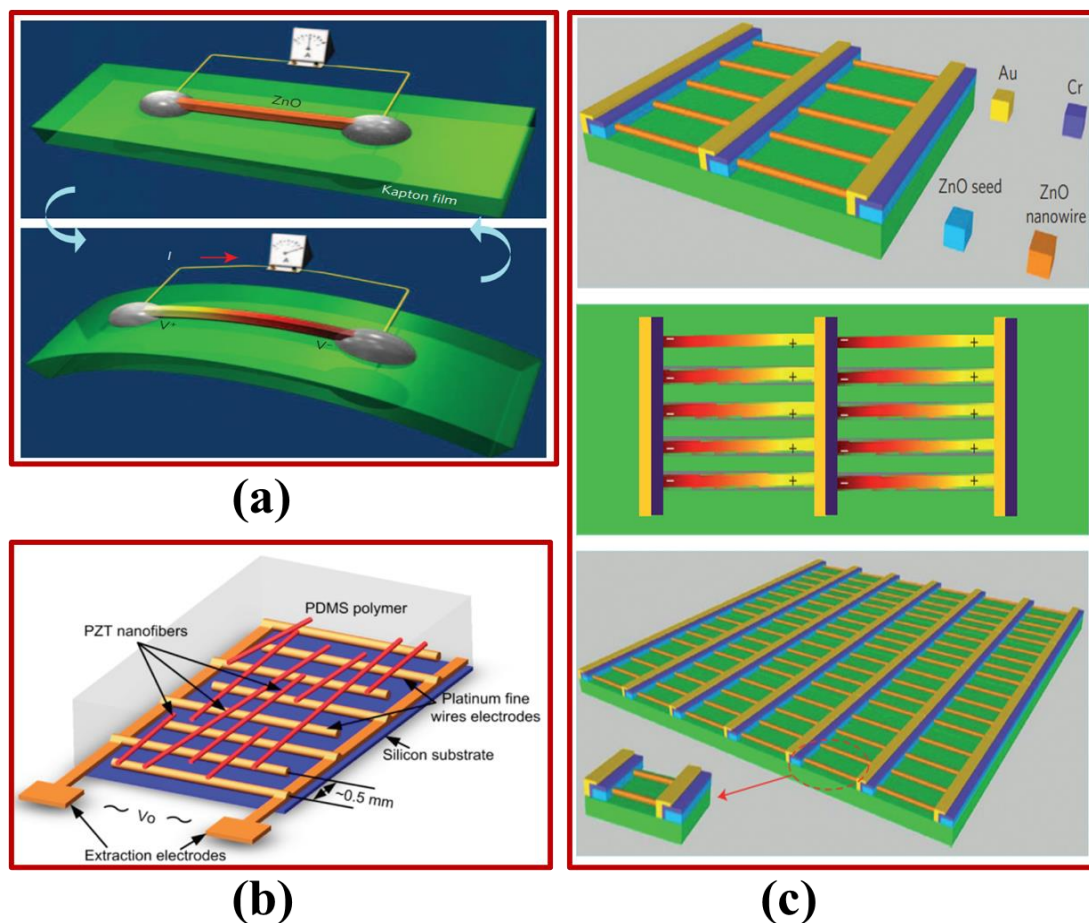 ZnO
Kapton film
I
V+
V−
(a)
PDMS polymer
PZT nanofibers
Platinum fine
wires electrodes
Silicon substrate
~0.5 mm
~ Vo ~
Extraction electrodes
(b)
Au
Cr
ZnO seed
ZnO
nanowire
− + − +
− + − +
− + − +
− + − +
− + − +
(c)